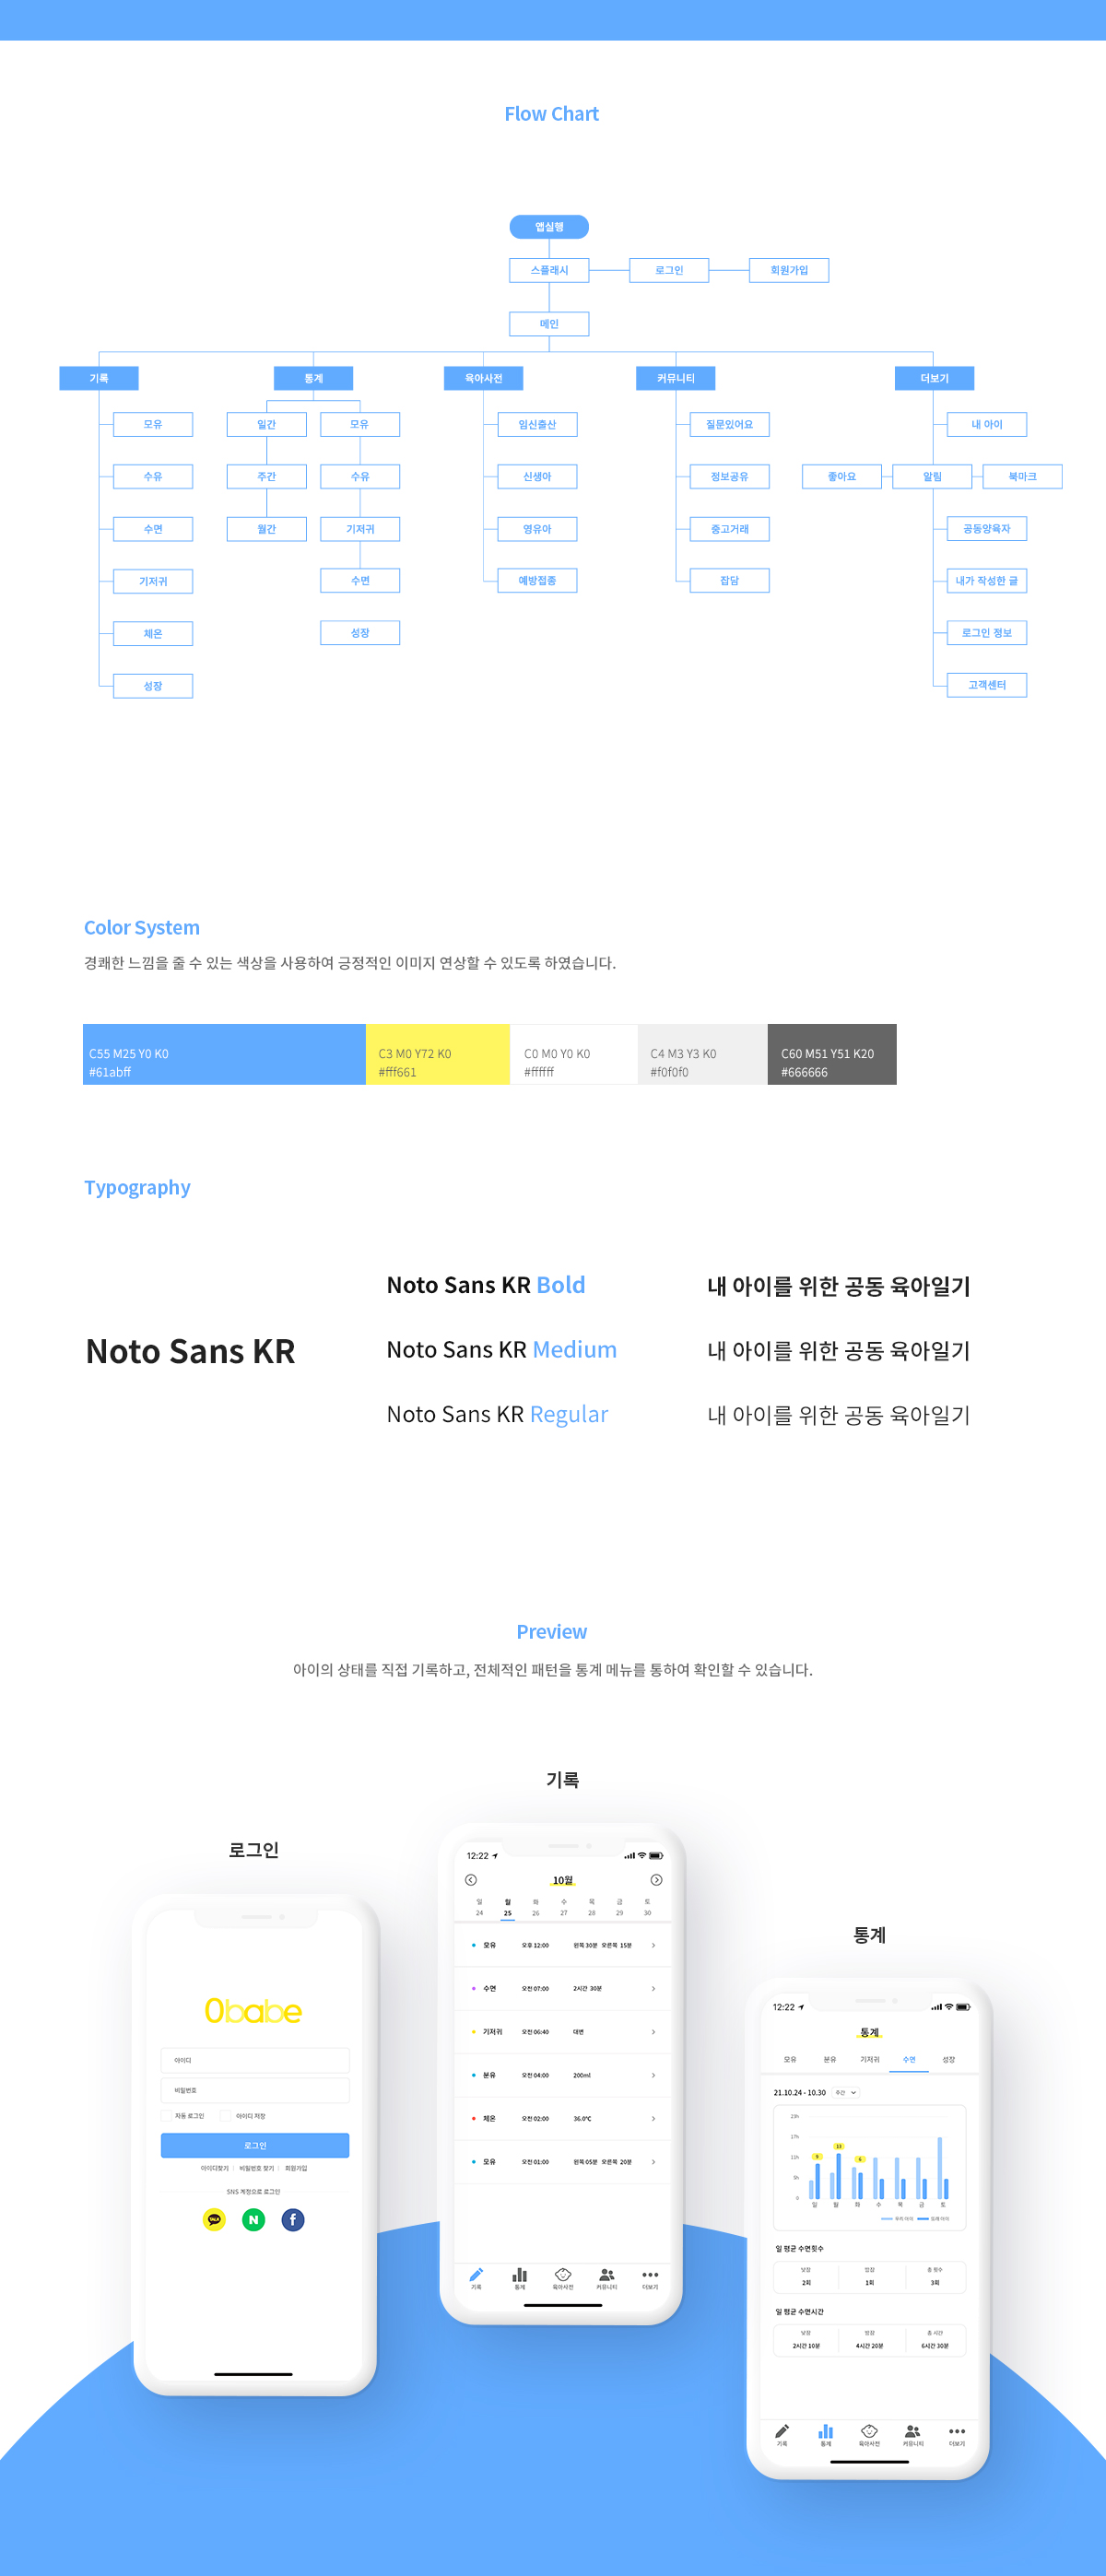 Flow Chart
앱실행
스플래시 로그인 회원가입
메인
기록 통계 육아사전 커뮤니티 더보기
모유 일간 모유 임신출산 질문있어요 내 아이
수유 주간 수유 신생아 정보공유 좋아요 알림 북마크
수면 월간 기저귀 영유아 중고거래 공동양육자
기저귀 수면 예방접종 잡담 내가 작성한 글
체온 성장 로그인 정보
성장 고객센터
Color System
경쾌한 느낌을 줄 수 있는 색상을 사용하여 긍정적인 이미지 연상할 수 있도록 하였습니다.
C55 M25 Y0 K0 C3 M0 Y72 K0 C0 M0 Y0 K0 C4 M3 Y3 K0 C60 M51 Y51 K20
#61abff #fff661 #ffffff #f0f0f0 #666666
Typography
Noto Sans KR
Noto Sans KR Bold 내 아이를 위한 공동 육아일기
Noto Sans KR Medium 내 아이를 위한 공동 육아일기
Noto Sans KR Regular 내 아이를 위한 공동 육아일기
Preview
아이의 상태를 직접 기록하고, 전체적인 패턴을 통계 메뉴를 통하여 확인할 수 있습니다.
로그인
0babe
아이디
비밀번호
자동 로그인 아이디 저장
로그인
아이디찾기 | 비밀번호 찾기 | 회원가입
SNS 계정으로 로그인
TALK N f
기록
12:22
10월
일 월 화 수 목 금 토
24 25 26 27 28 29 30
모유 오후 12:00 왼쪽 30분 오른쪽 15분
수면 오전 07:00 2시간 30분
기저귀 오전 06:40 대변
분유 오전 04:00 200ml
체온 오전 02:00 36.0℃
모유 오전 01:00 왼쪽 05분 오른쪽 20분
기록 통계 육아사전 커뮤니티 더보기
통계
12:22
통계
모유 분유 기저귀 수면 성장
21.10.24 - 10.30 주간
23h
17h
11h
5h
0
9 13 6
일 월 화 수 목 금 토
우리 아이 또래 아이
일 평균 수면횟수
낮잠 밤잠 총 횟수
2회 1회 3회
일 평균 수면시간
낮잠 밤잠 총 시간
2시간 10분 4시간 20분 6시간 30분
기록 통계 육아사전 커뮤니티 더보기